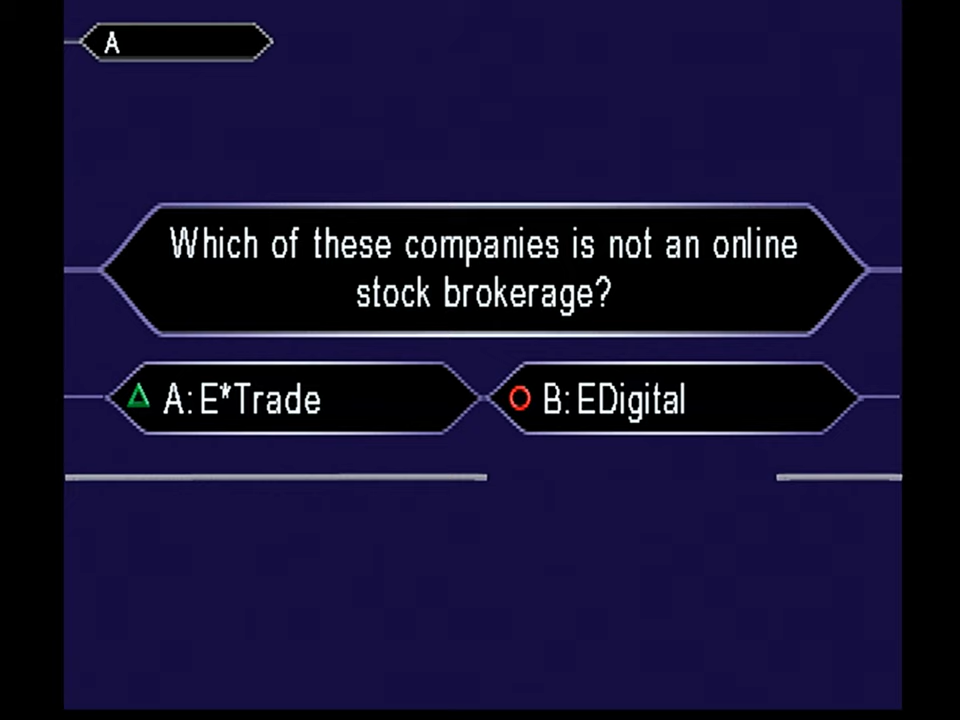 A
Which of these companies is not an online
stock brokerage?
A: E*Trade
B: EDigital